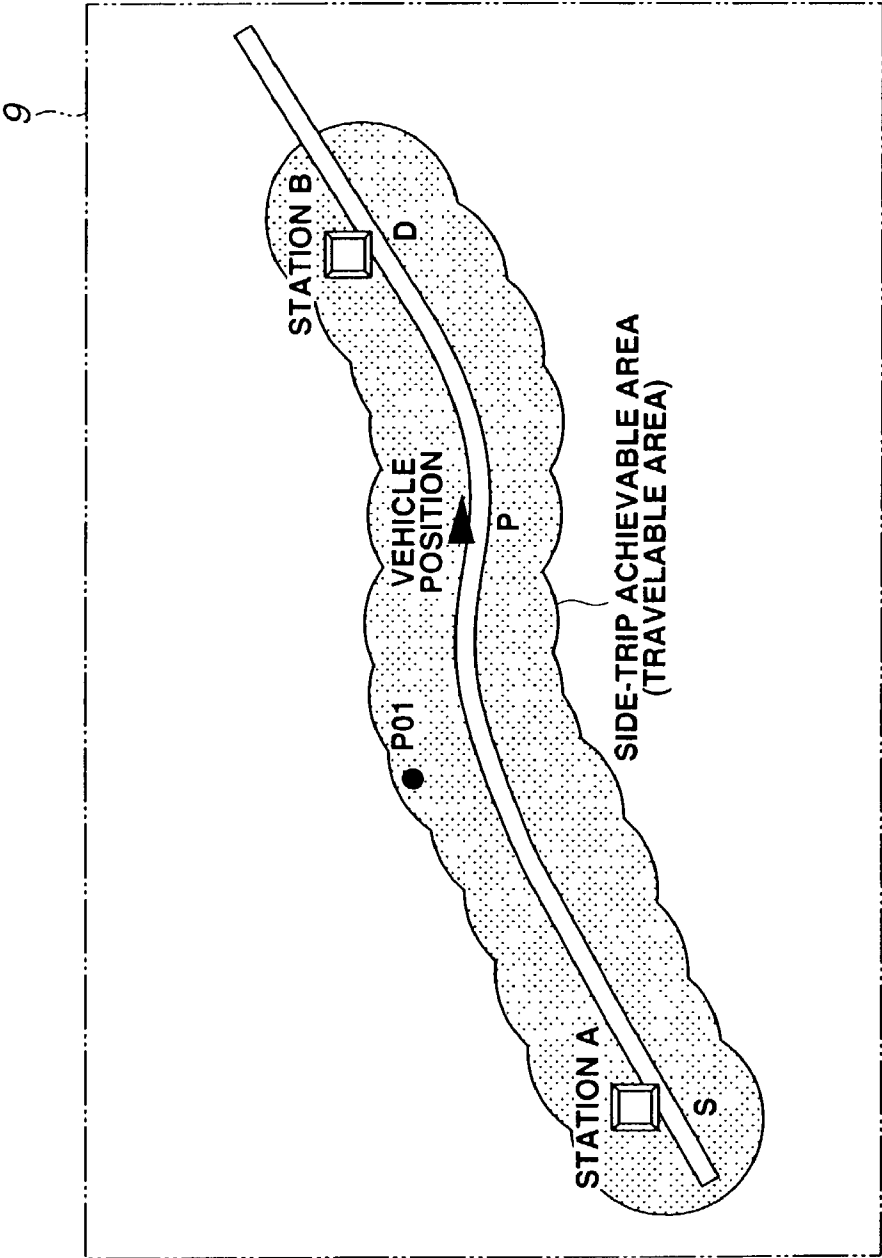 9
STATION B
D
VEHICLE
POSITION
P
P01
SIDE-TRIP ACHIEVABLE AREA
(TRAVELABLE AREA)
STATION A
S